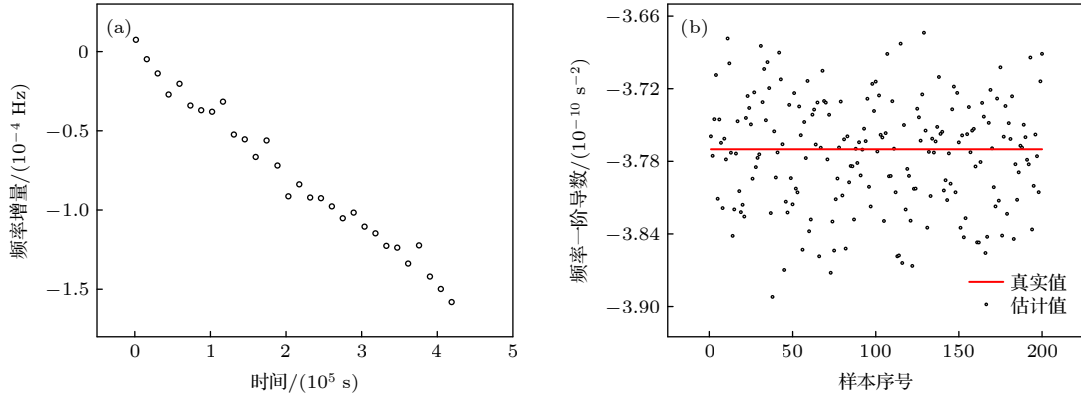 (a)
0
−0.5
−1.0
−1.5
频率增量/(10⁻⁴ Hz)
0 1 2 3 4 5
时间/(10⁵ s)
(b)
−3.66
−3.72
−3.78
−3.84
−3.90
频率一阶导数/(10⁻¹⁰ s⁻²)
真实值
估计值
0 50 100 150 200
样本序号